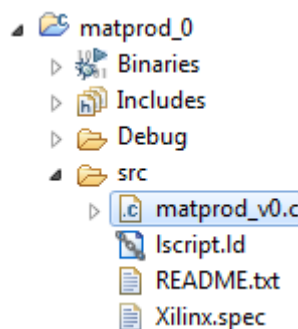 matprod_0
Binaries
Includes
Debug
src
matprod_v0.c
lscript.ld
README.txt
Xilinx.spec